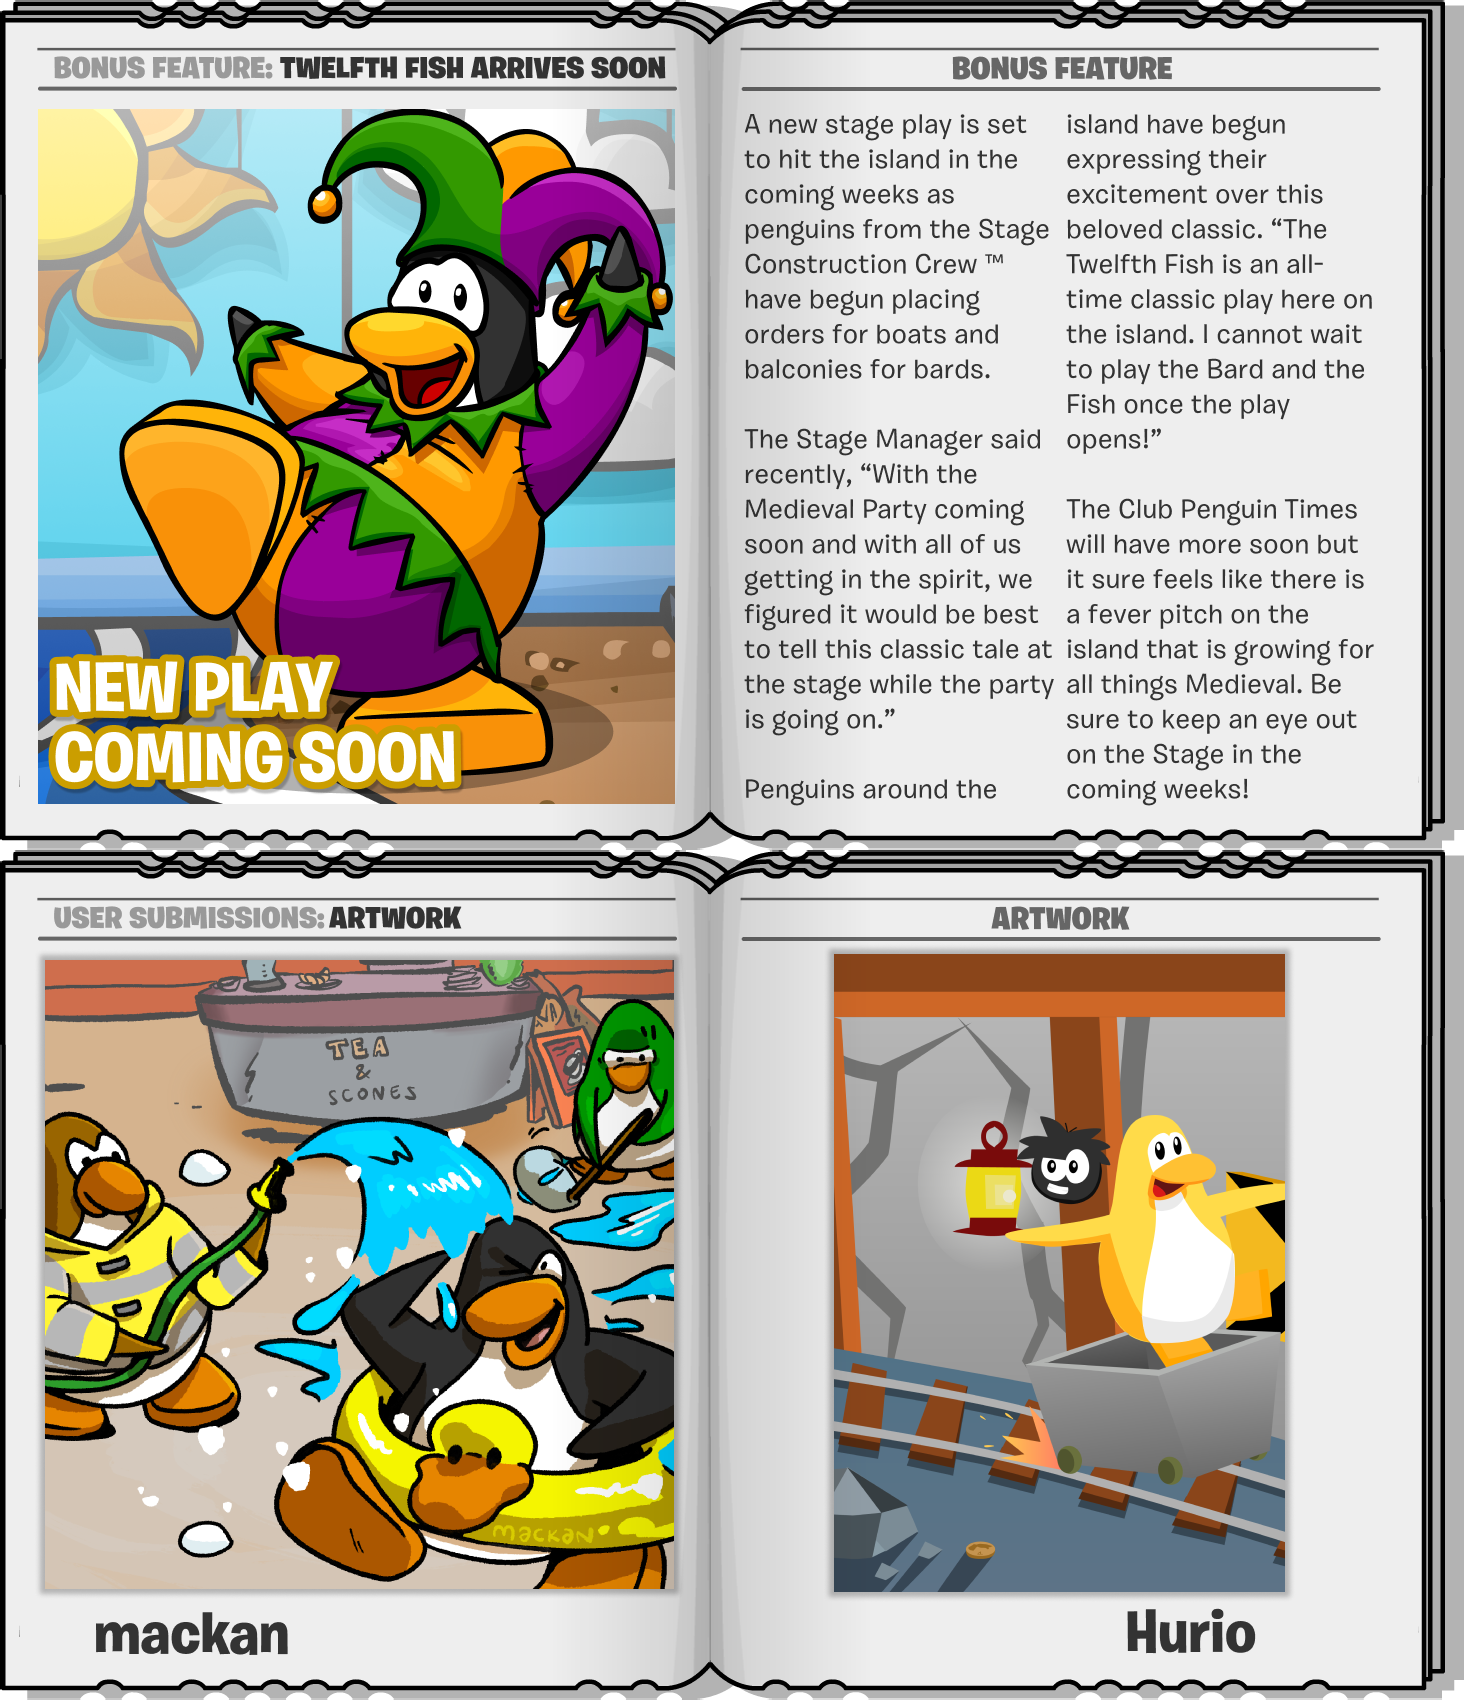 BONUS FEATURE: TWELFTH FISH ARRIVES SOON
NEW PLAY
COMING SOON
BONUS FEATURE
A new stage play is set
to hit the island in the
coming weeks as
penguins from the Stage
Construction Crew ™
have begun placing
orders for boats and
balconies for bards.
The Stage Manager said
recently, “With the
Medieval Party coming
soon and with all of us
getting in the spirit, we
figured it would be best
to tell this classic tale at
the stage while the party
is going on.”
Penguins around the
island have begun
expressing their
excitement over this
beloved classic. “The
Twelfth Fish is an all-
time classic play here on
the island. I cannot wait
to play the Bard and the
Fish once the play
opens!”
The Club Penguin Times
will have more soon but
it sure feels like there is
a fever pitch on the
island that is growing for
all things Medieval. Be
sure to keep an eye out
on the Stage in the
coming weeks!
USER SUBMISSIONS: ARTWORK
TEA
&
SCONES
mackan
mackan
ARTWORK
Hurio